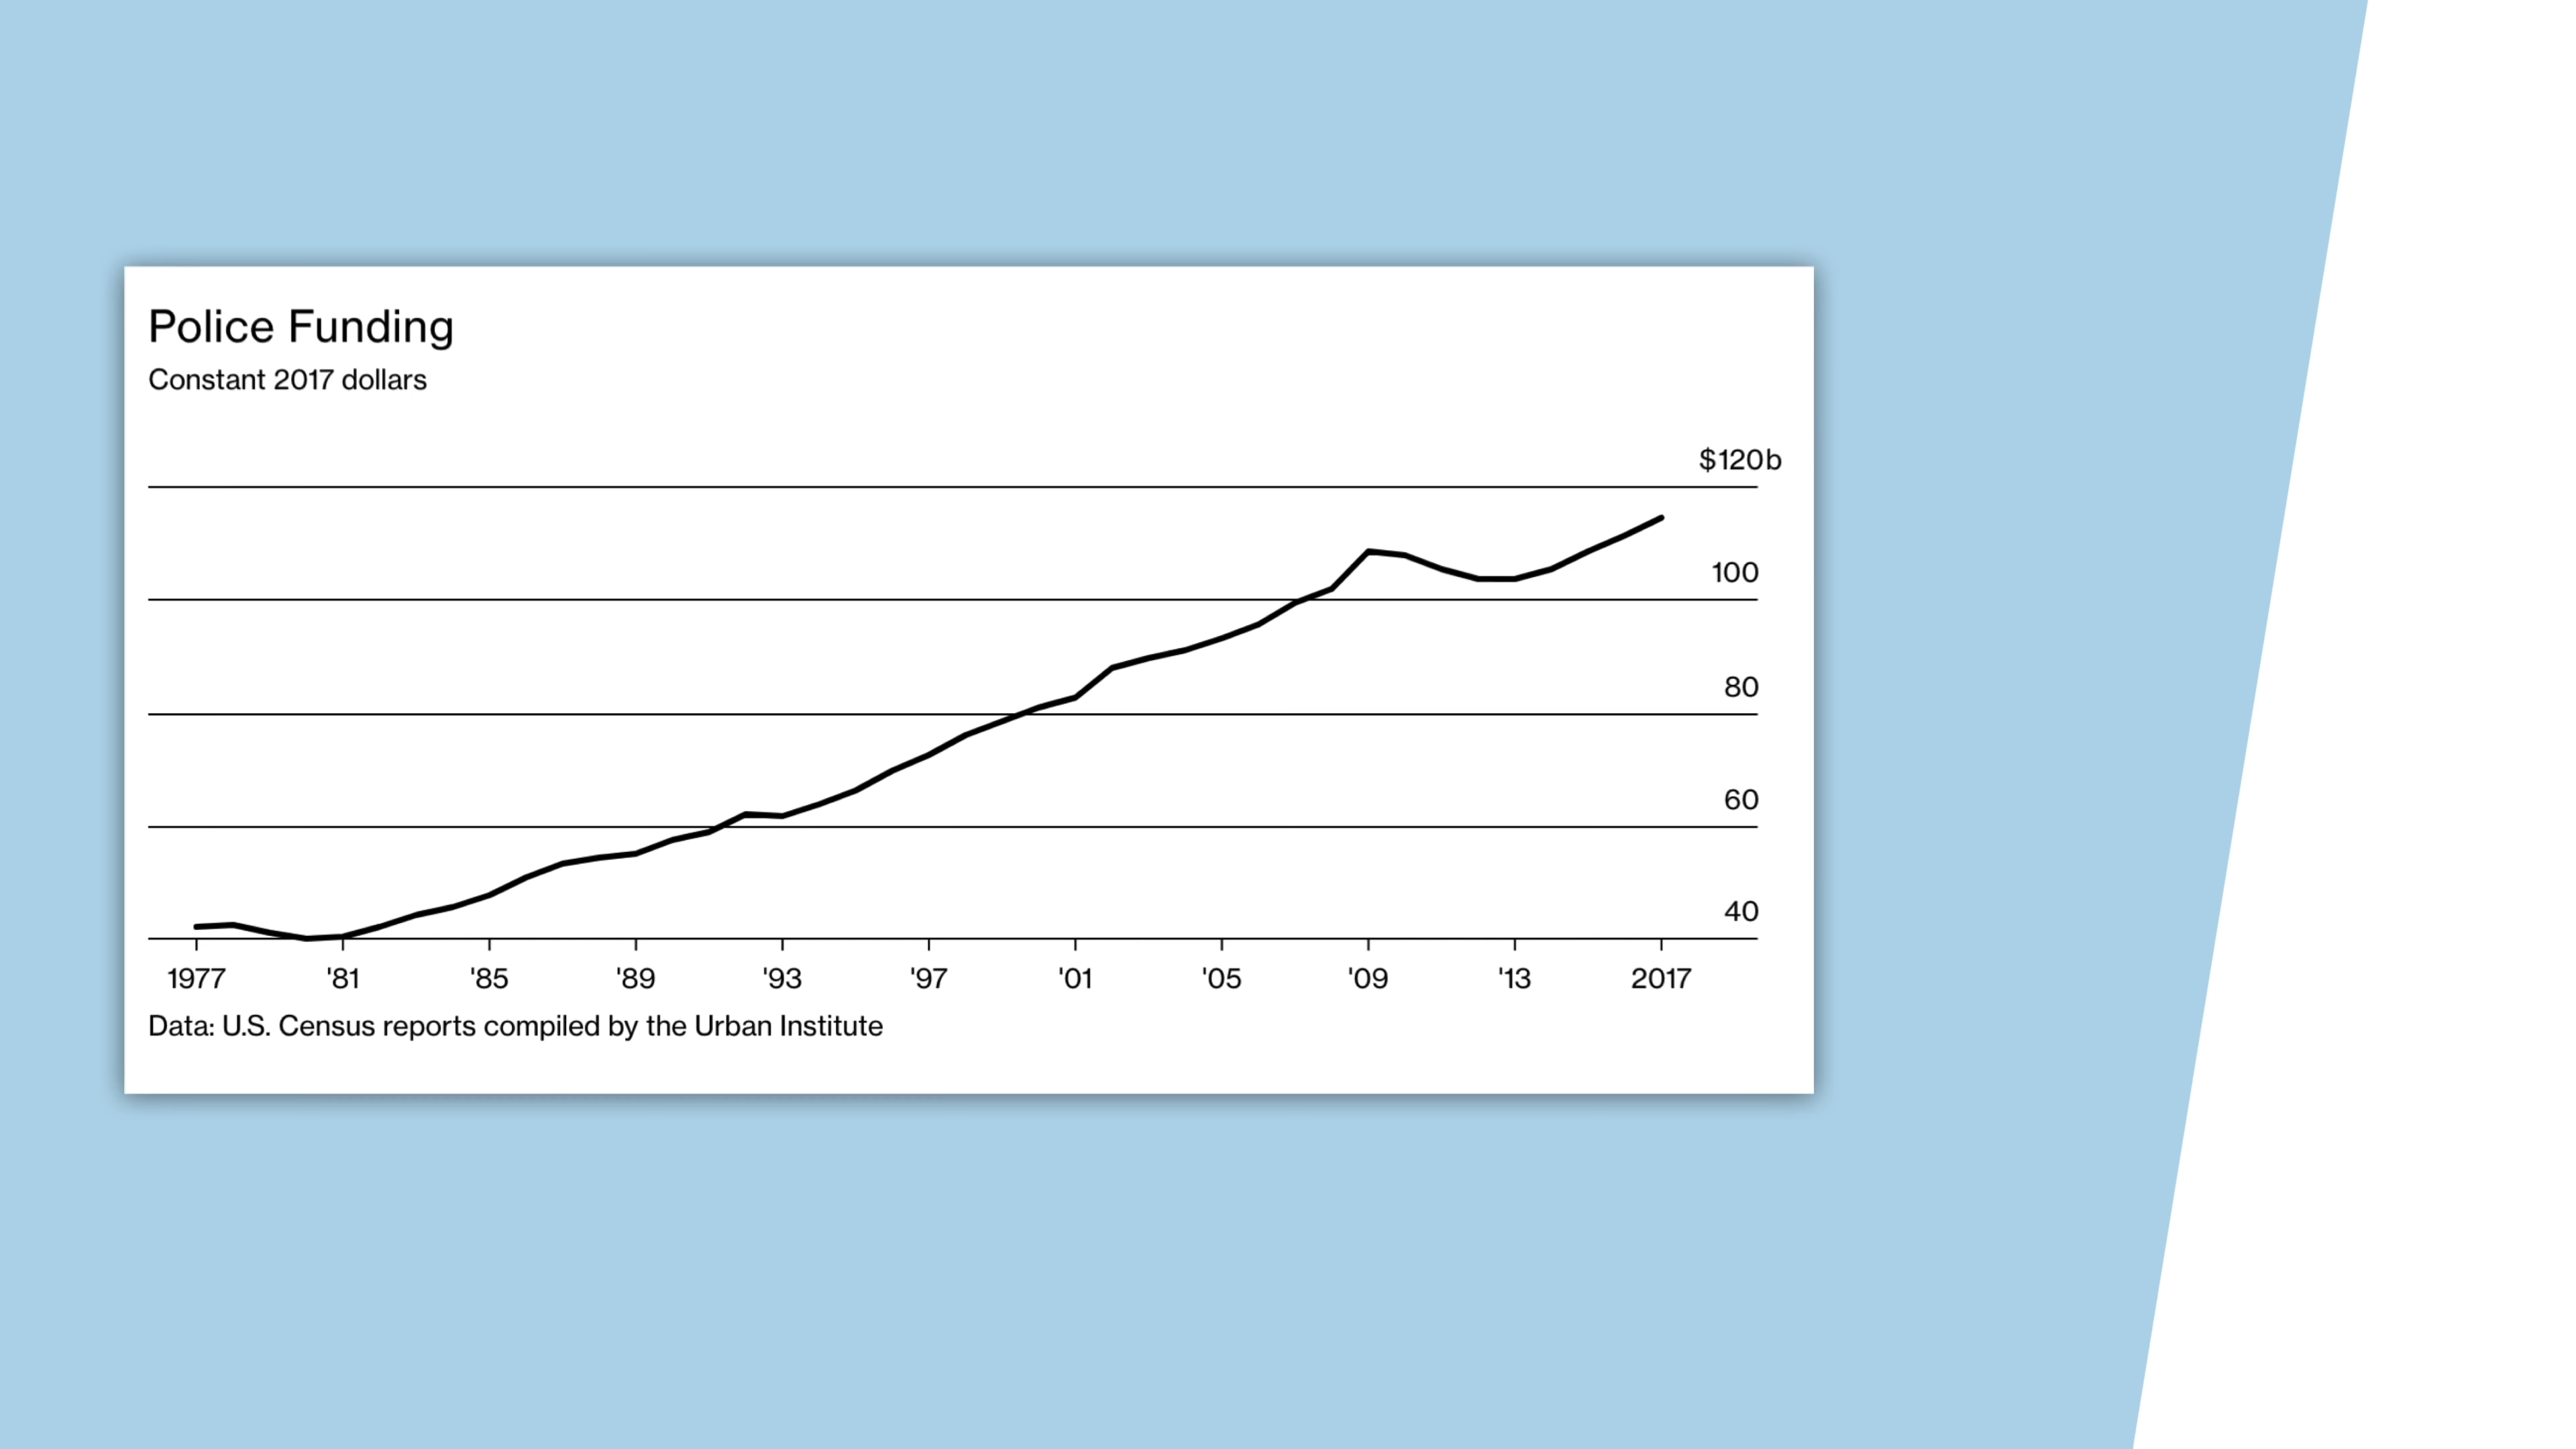 Police Funding
Constant 2017 dollars
$120b
100
80
60
40
1977 '81 '85 '89 '93 '97 '01 '05 '09 '13 2017
Data: U.S. Census reports compiled by the Urban Institute